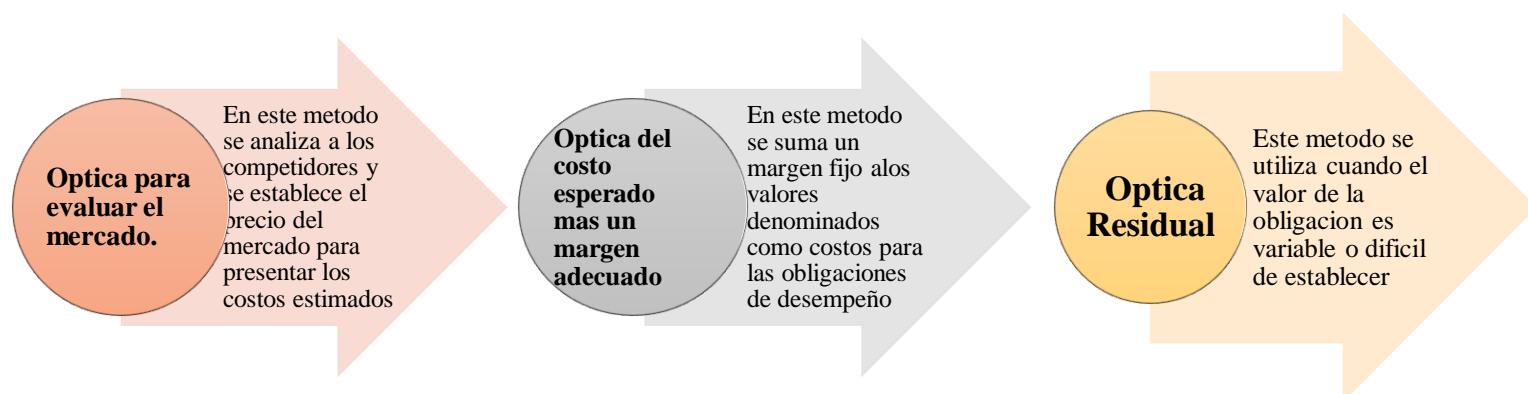 Optica para
evaluar el
mercado.
En este metodo
se analiza a los
competidores y
se establece el
precio del
mercado para
presentar los
costos estimados
Optica del
costo
esperado
mas un
margen
adecuado
En este metodo
se suma un
margen fijo alos
valores
denominados
como costos para
las obligaciones
de desempeño
Optica
Residual
Este metodo se
utiliza cuando el
valor de la
obligacion es
variable o dificil
de establecer